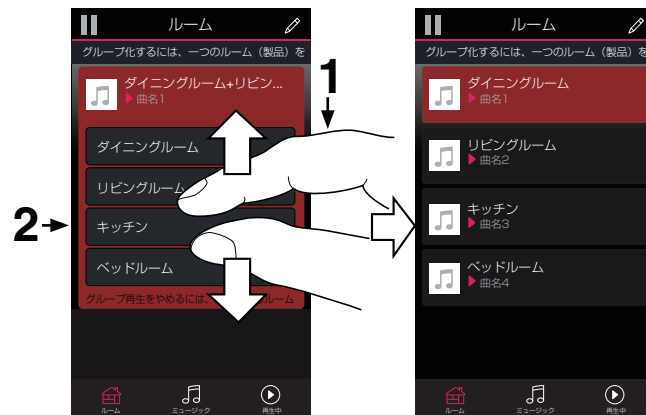 ルーム
グループ化するには、一つのルーム（製品）を
ダイニングルーム+リビン...
曲名1
ダイニングルーム
リビングルーム
キッチン
ベッドルーム
グループ再生をやめるには、
ルーム
ルーム
ミュージック
再生中
1
2
ルーム
グループ化するには、一つのルーム（製品）を
ダイニングルーム
曲名1
リビングルーム
曲名2
キッチン
曲名3
ベッドルーム
曲名4
ルーム
ミュージック
再生中